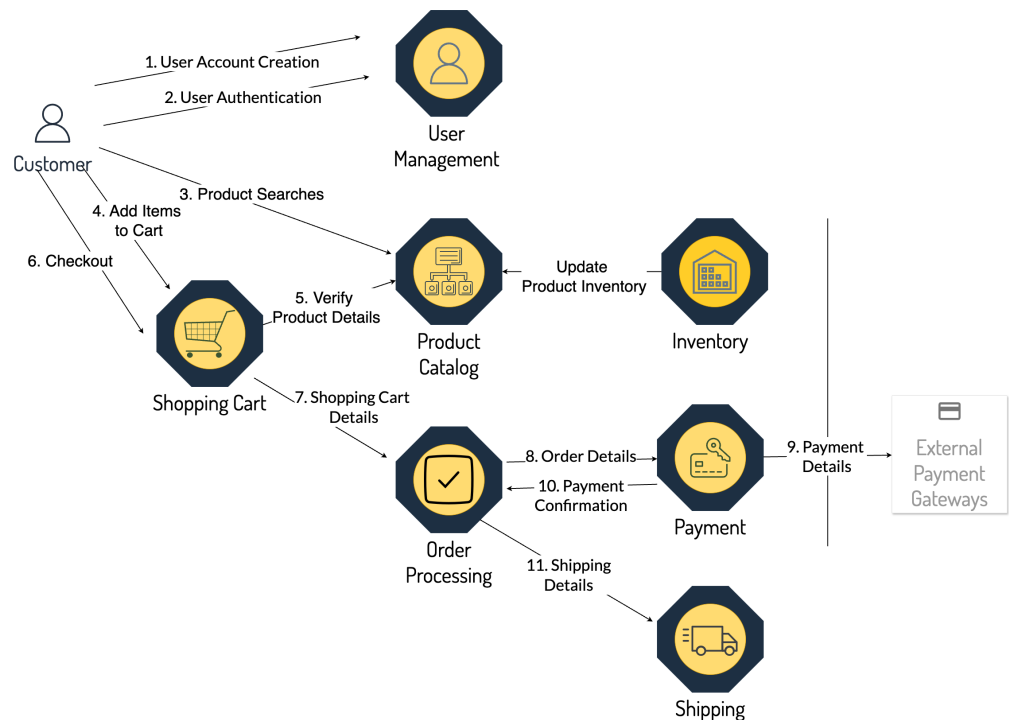 1. User Account Creation
2. User Authentication
User
Management
Customer
3. Product Searches
4. Add Items
to Cart
6. Checkout
5. Verify
Product Details
Update
Product Inventory
Product
Catalog
Inventory
Shopping Cart
7. Shopping Cart
Details
8. Order Details
10. Payment
Confirmation
9. Payment
Details
External
Payment
Gateways
Payment
Order
Processing
11. Shipping
Details
Shipping